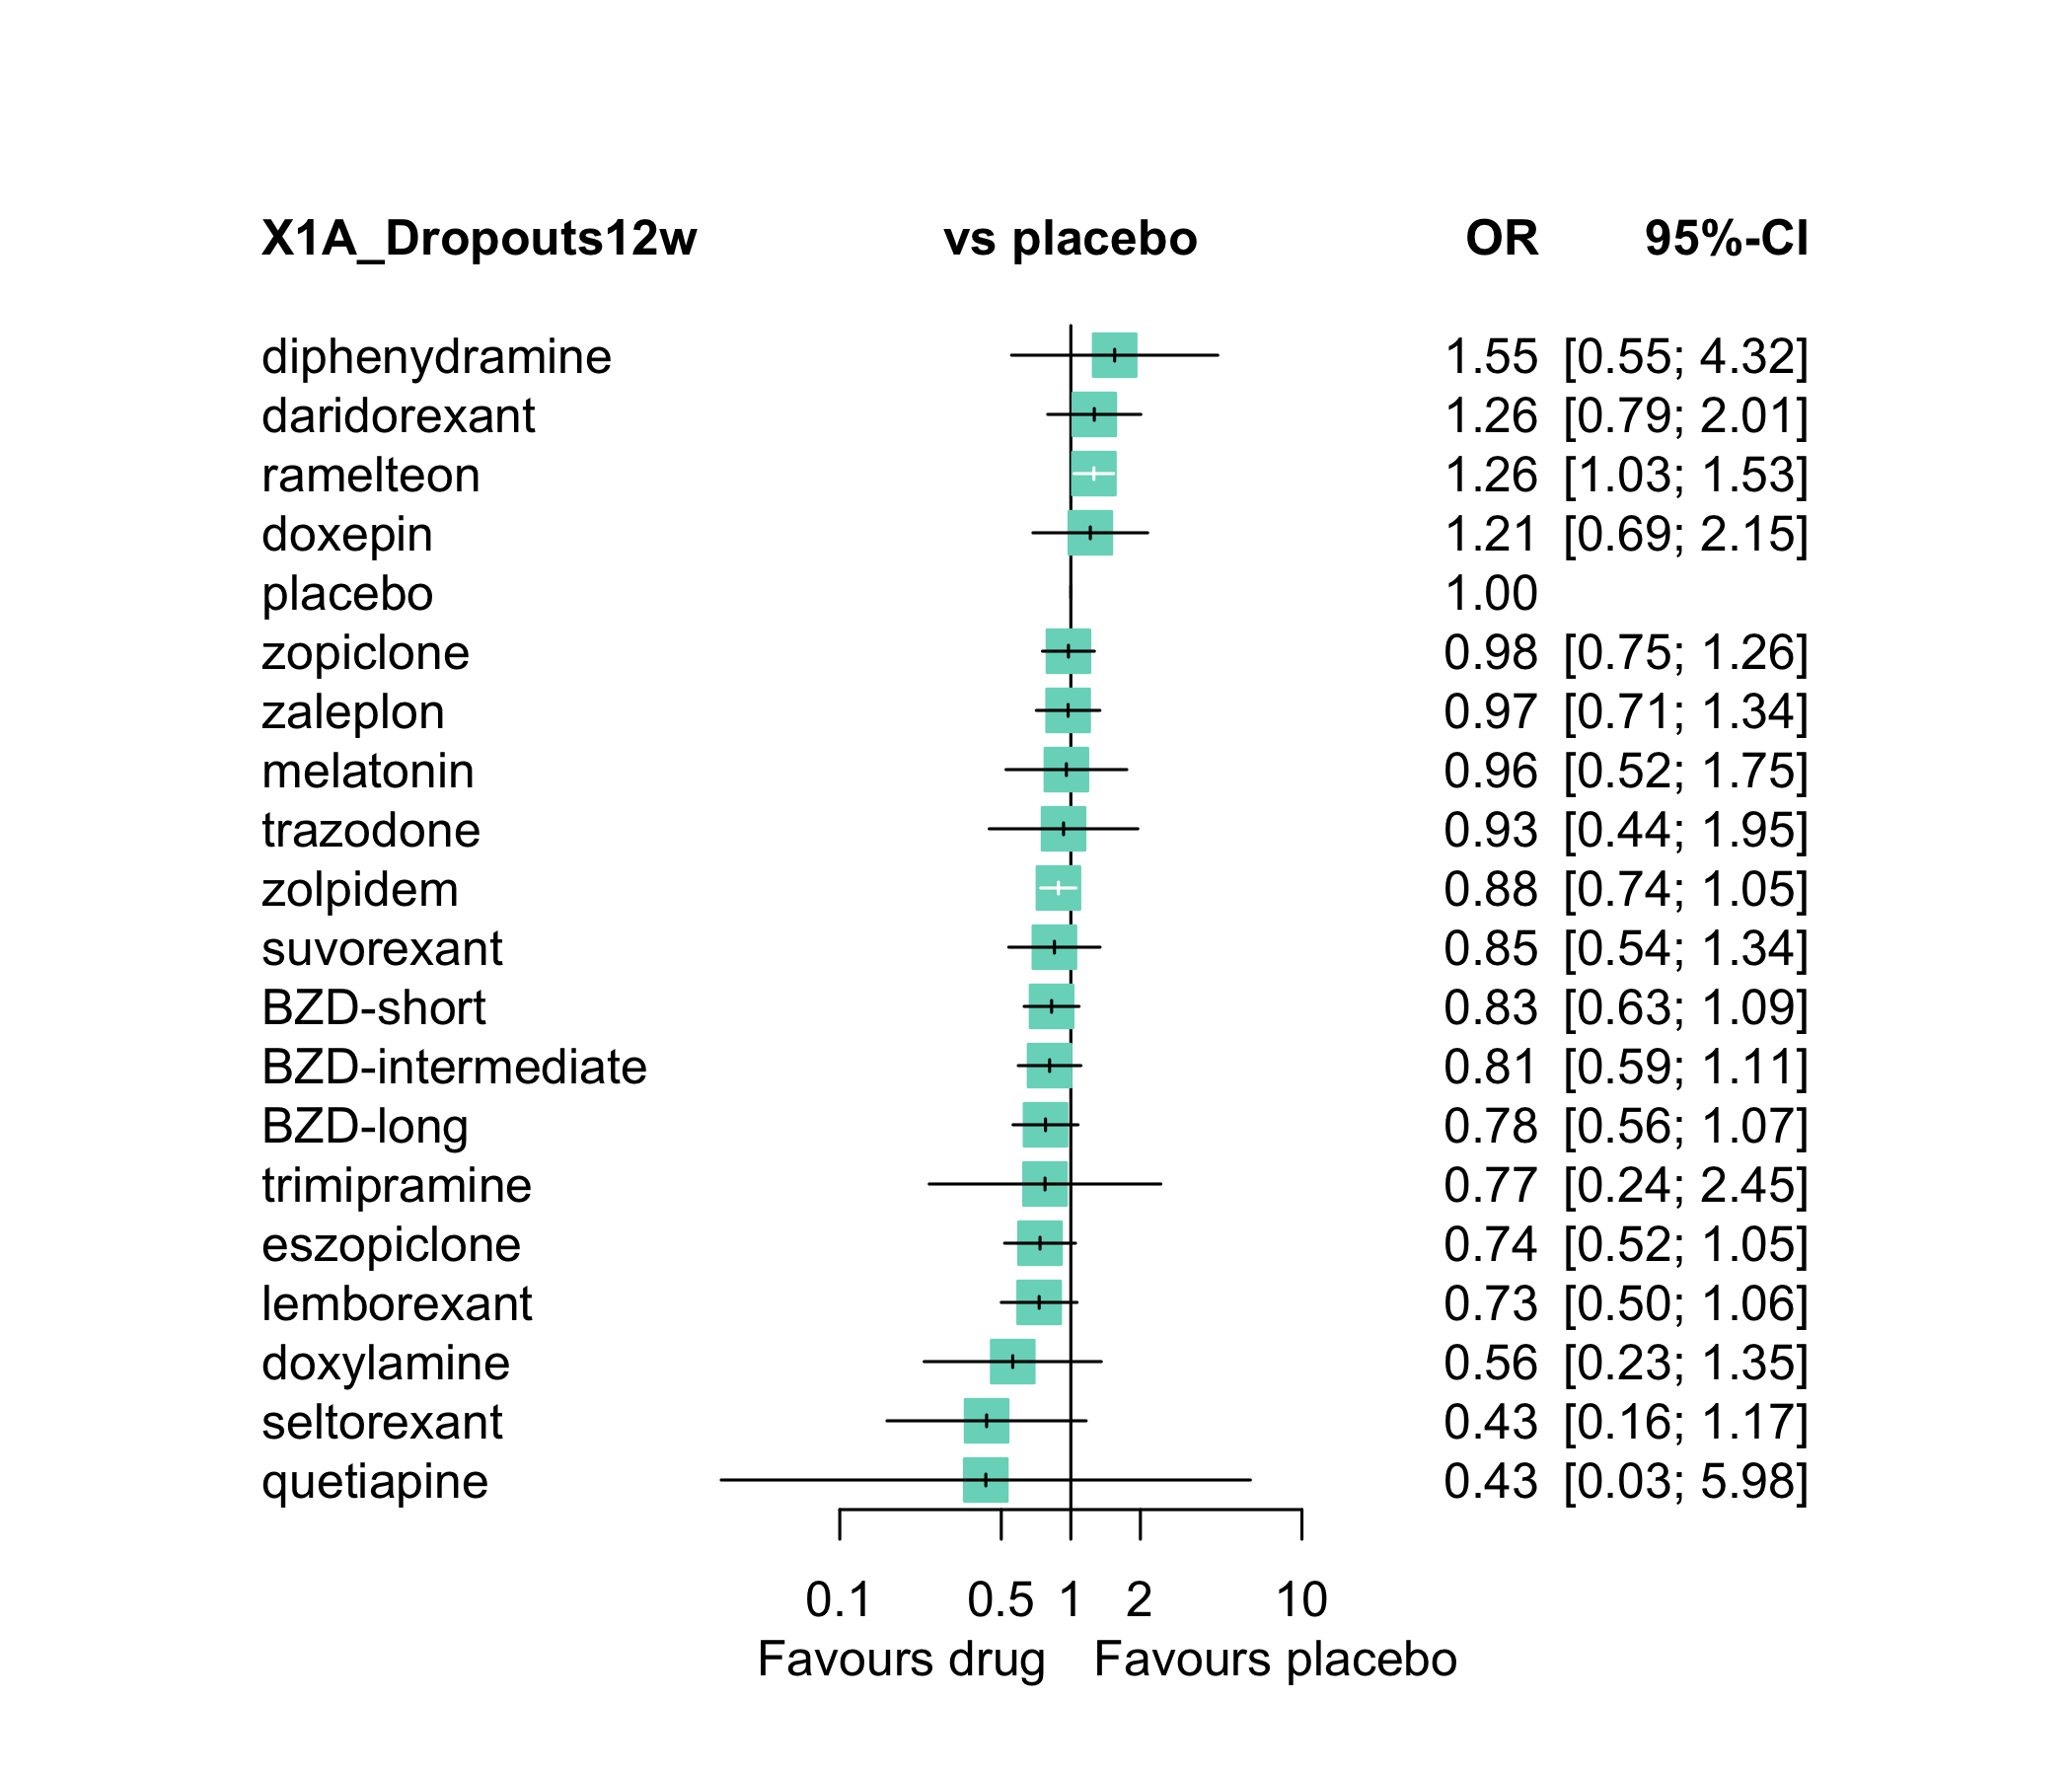 X1A_Dropouts12w vs placebo OR 95%-CI
diphenydramine 1.55 [0.55; 4.32]
daridorexant 1.26 [0.79; 2.01]
ramelteon 1.26 [1.03; 1.53]
doxepin 1.21 [0.69; 2.15]
placebo 1.00
zopiclone 0.98 [0.75; 1.26]
zaleplon 0.97 [0.71; 1.34]
melatonin 0.96 [0.52; 1.75]
trazodone 0.93 [0.44; 1.95]
zolpidem 0.88 [0.74; 1.05]
suvorexant 0.85 [0.54; 1.34]
BZD-short 0.83 [0.63; 1.09]
BZD-intermediate 0.81 [0.59; 1.11]
BZD-long 0.78 [0.56; 1.07]
trimipramine 0.77 [0.24; 2.45]
eszopiclone 0.74 [0.52; 1.05]
lemborexant 0.73 [0.50; 1.06]
doxylamine 0.56 [0.23; 1.35]
seltorexant 0.43 [0.16; 1.17]
quetiapine 0.43 [0.03; 5.98]
0.1 0.5 1 2 10
Favours drug Favours placebo